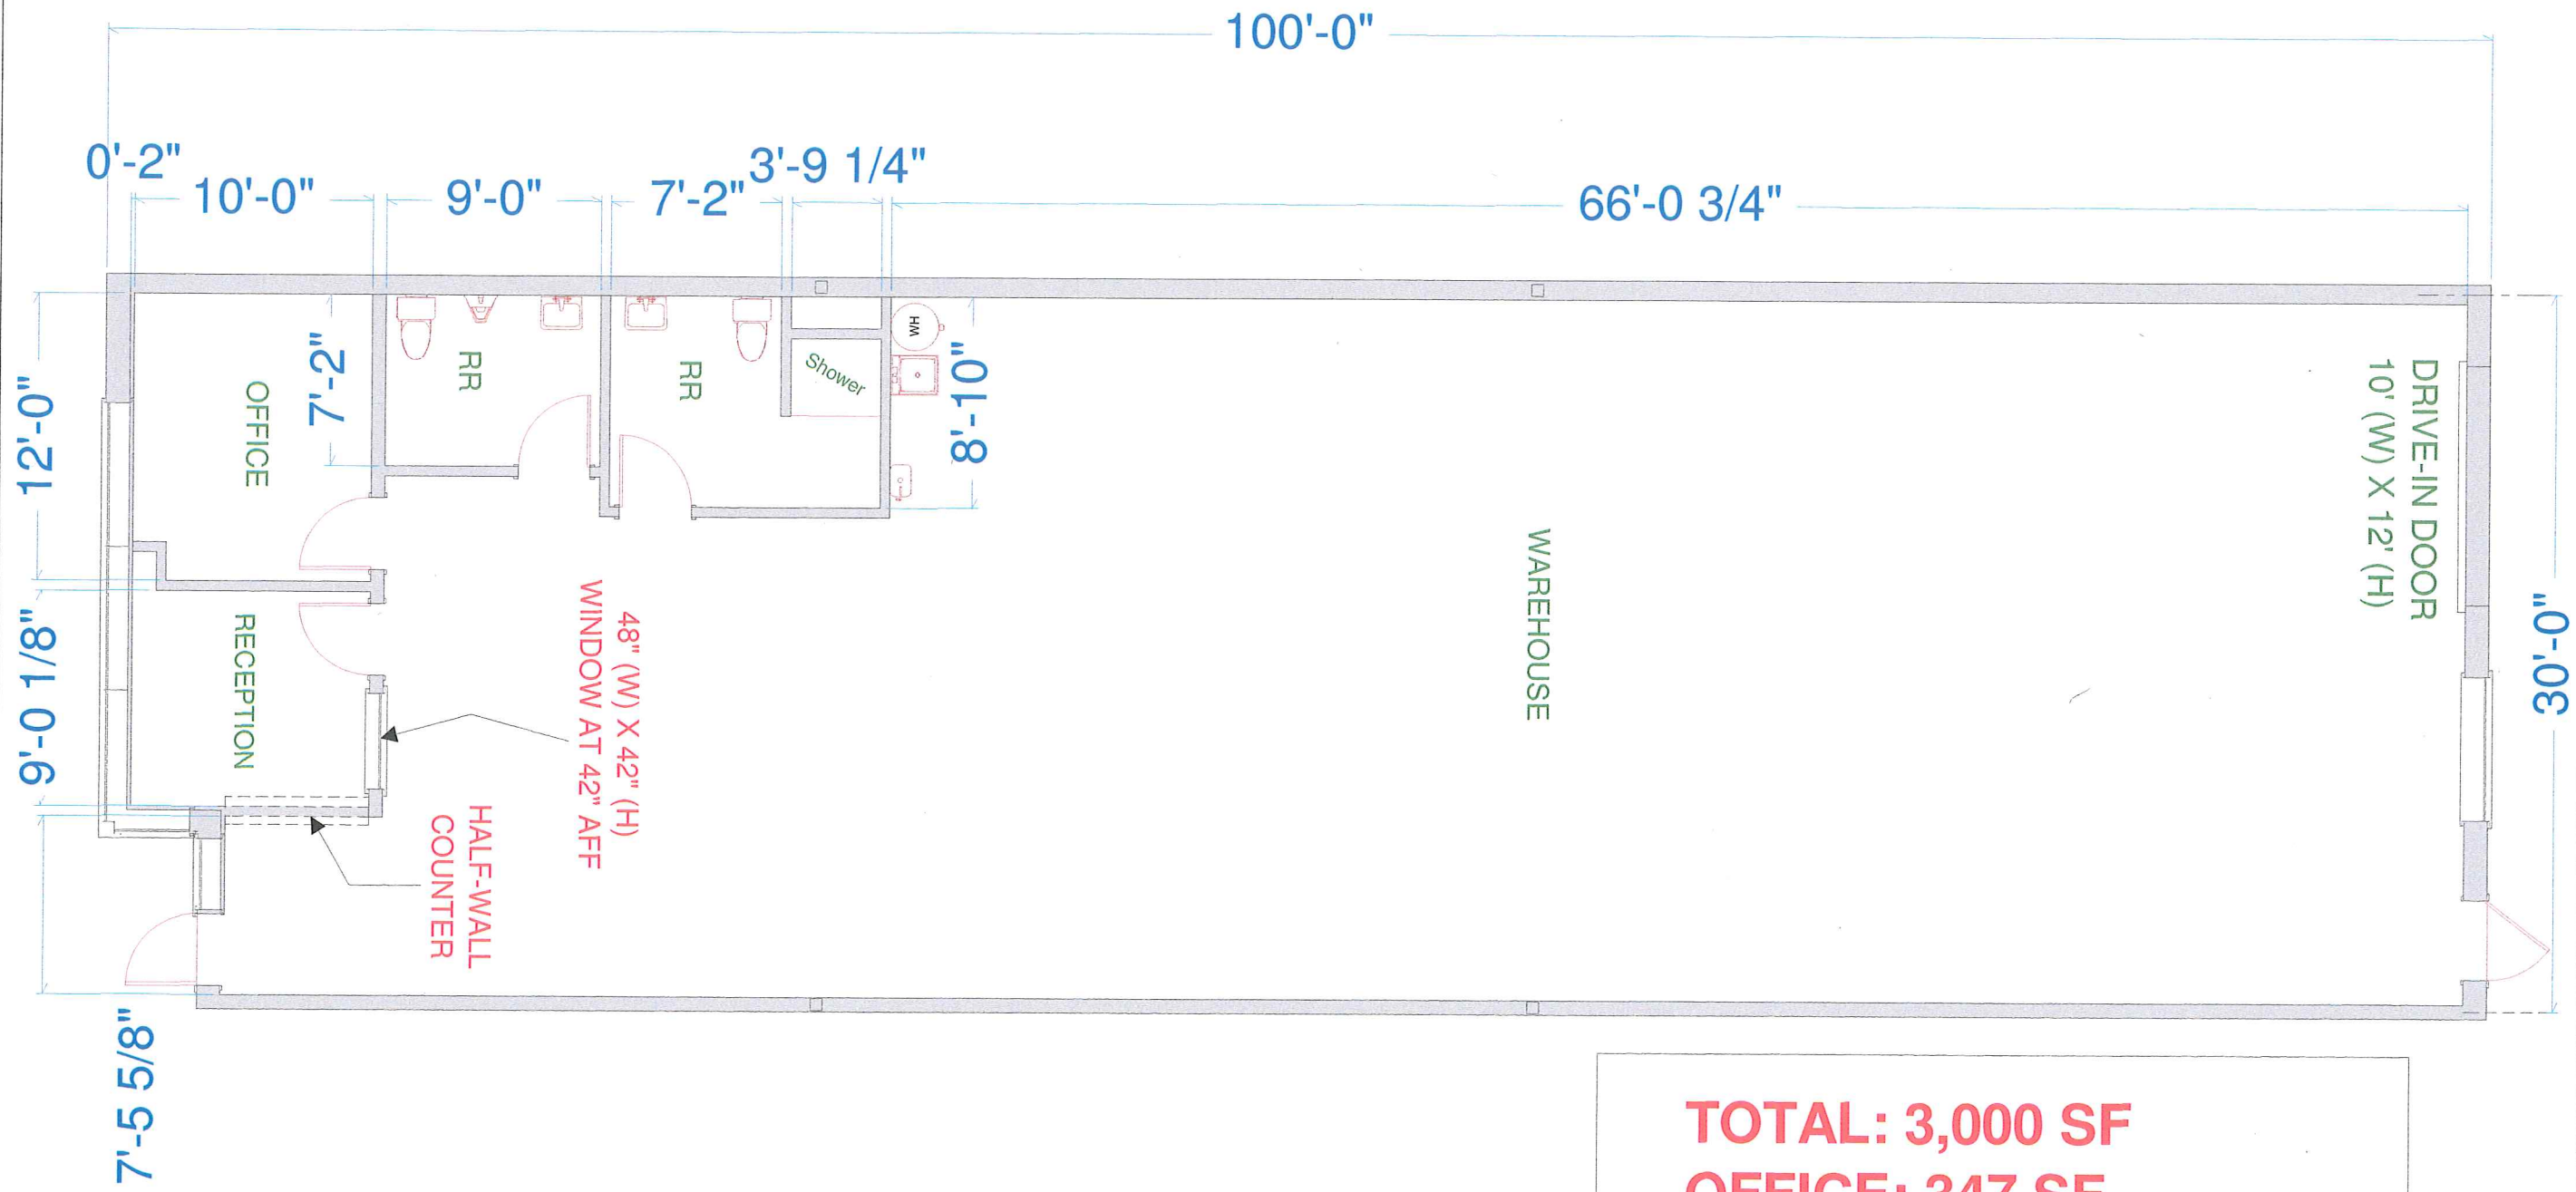 100'-0"
0'-2"
10'-0"
9'-0"
7'-2"
3'-9 1/4"
66'-0 3/4"
12'-0"
9'-0 1/8"
7'-5 5/8"
7'-2"
8'-10"
30'-0"
OFFICE
RR
RR
Shower
WH
RECEPTION
48" (W) X 42" (H)
WINDOW AT 42" AFF
HALF-WALL
COUNTER
WAREHOUSE
DRIVE-IN DOOR
10' (W) X 12' (H)
TOTAL: 3,000 SF
OFFICE: 347 SF